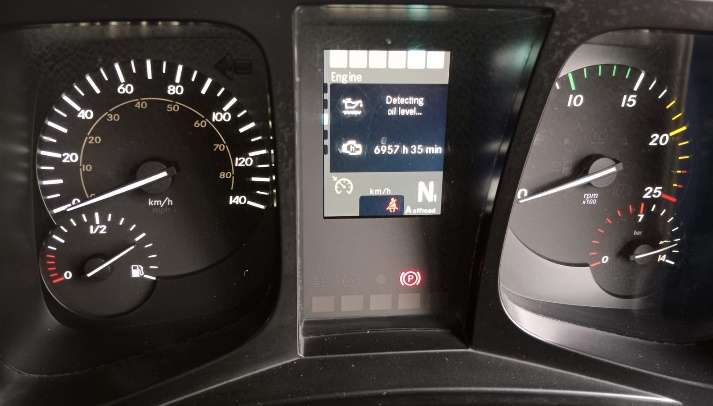 Engine
Detecting
oil level...
6957 h 35 min
km/h
N
A offroad
0
20
40
60
80
100
120
140
10
20
30
40
50
60
70
80
km/h
mph
0
1/2
0
10
15
20
25
rpm
x100
0
7
14
bar
P